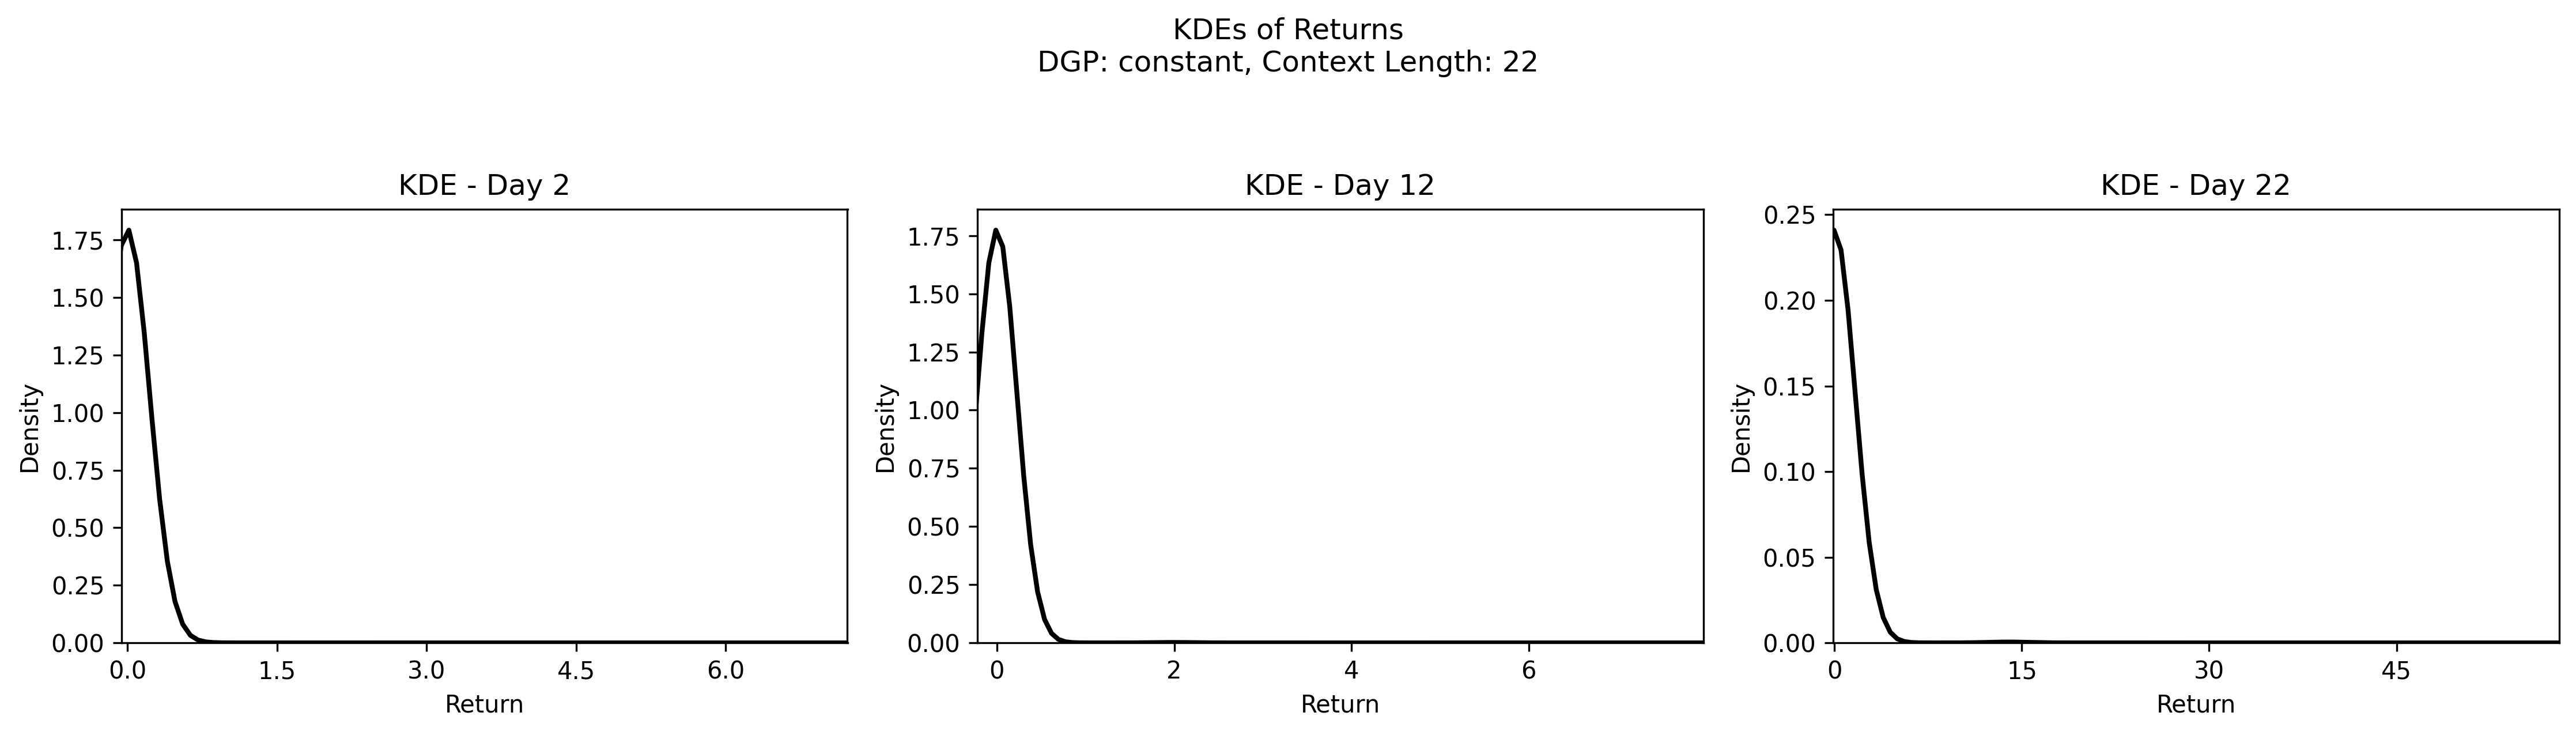 KDEs of Returns
DGP: constant, Context Length: 22
KDE - Day 2
1.75
1.50
1.25
1.00
0.75
0.50
0.25
0.00
Density
0.0 1.5 3.0 4.5 6.0
Return
KDE - Day 12
1.75
1.50
1.25
1.00
0.75
0.50
0.25
0.00
Density
0 2 4 6
Return
KDE - Day 22
0.25
0.20
0.15
0.10
0.05
0.00
Density
0 15 30 45
Return